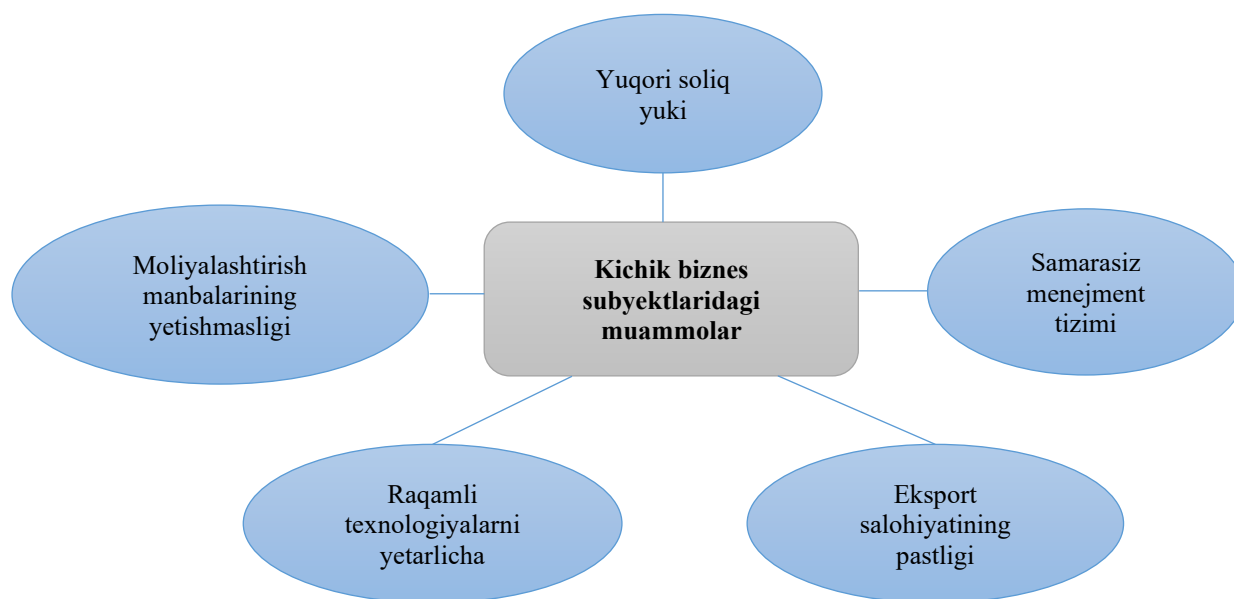 Yuqori soliq
yuki
Moliyalashtirish
manbalarining
yetishmasligi
Kichik biznes
subyektlaridagi
muammolar
Samarasiz
menejment
tizimi
Raqamli
texnologiyalarni
yetarlicha
Eksport
salohiyatining
pastligi